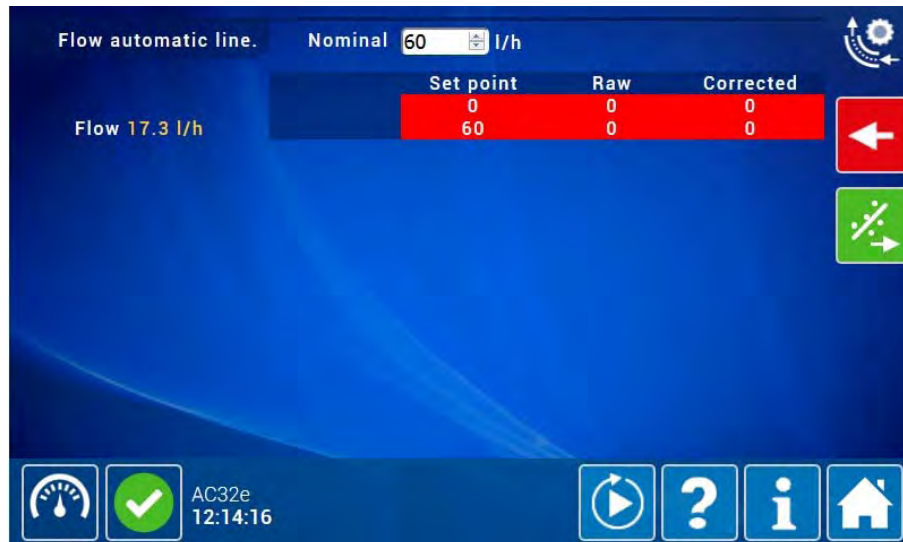 Flow automatic line. Nominal 60 l/h
Set point Raw Corrected
0 0 0
Flow 17.3 l/h 60 0 0
AC32e
12:14:16